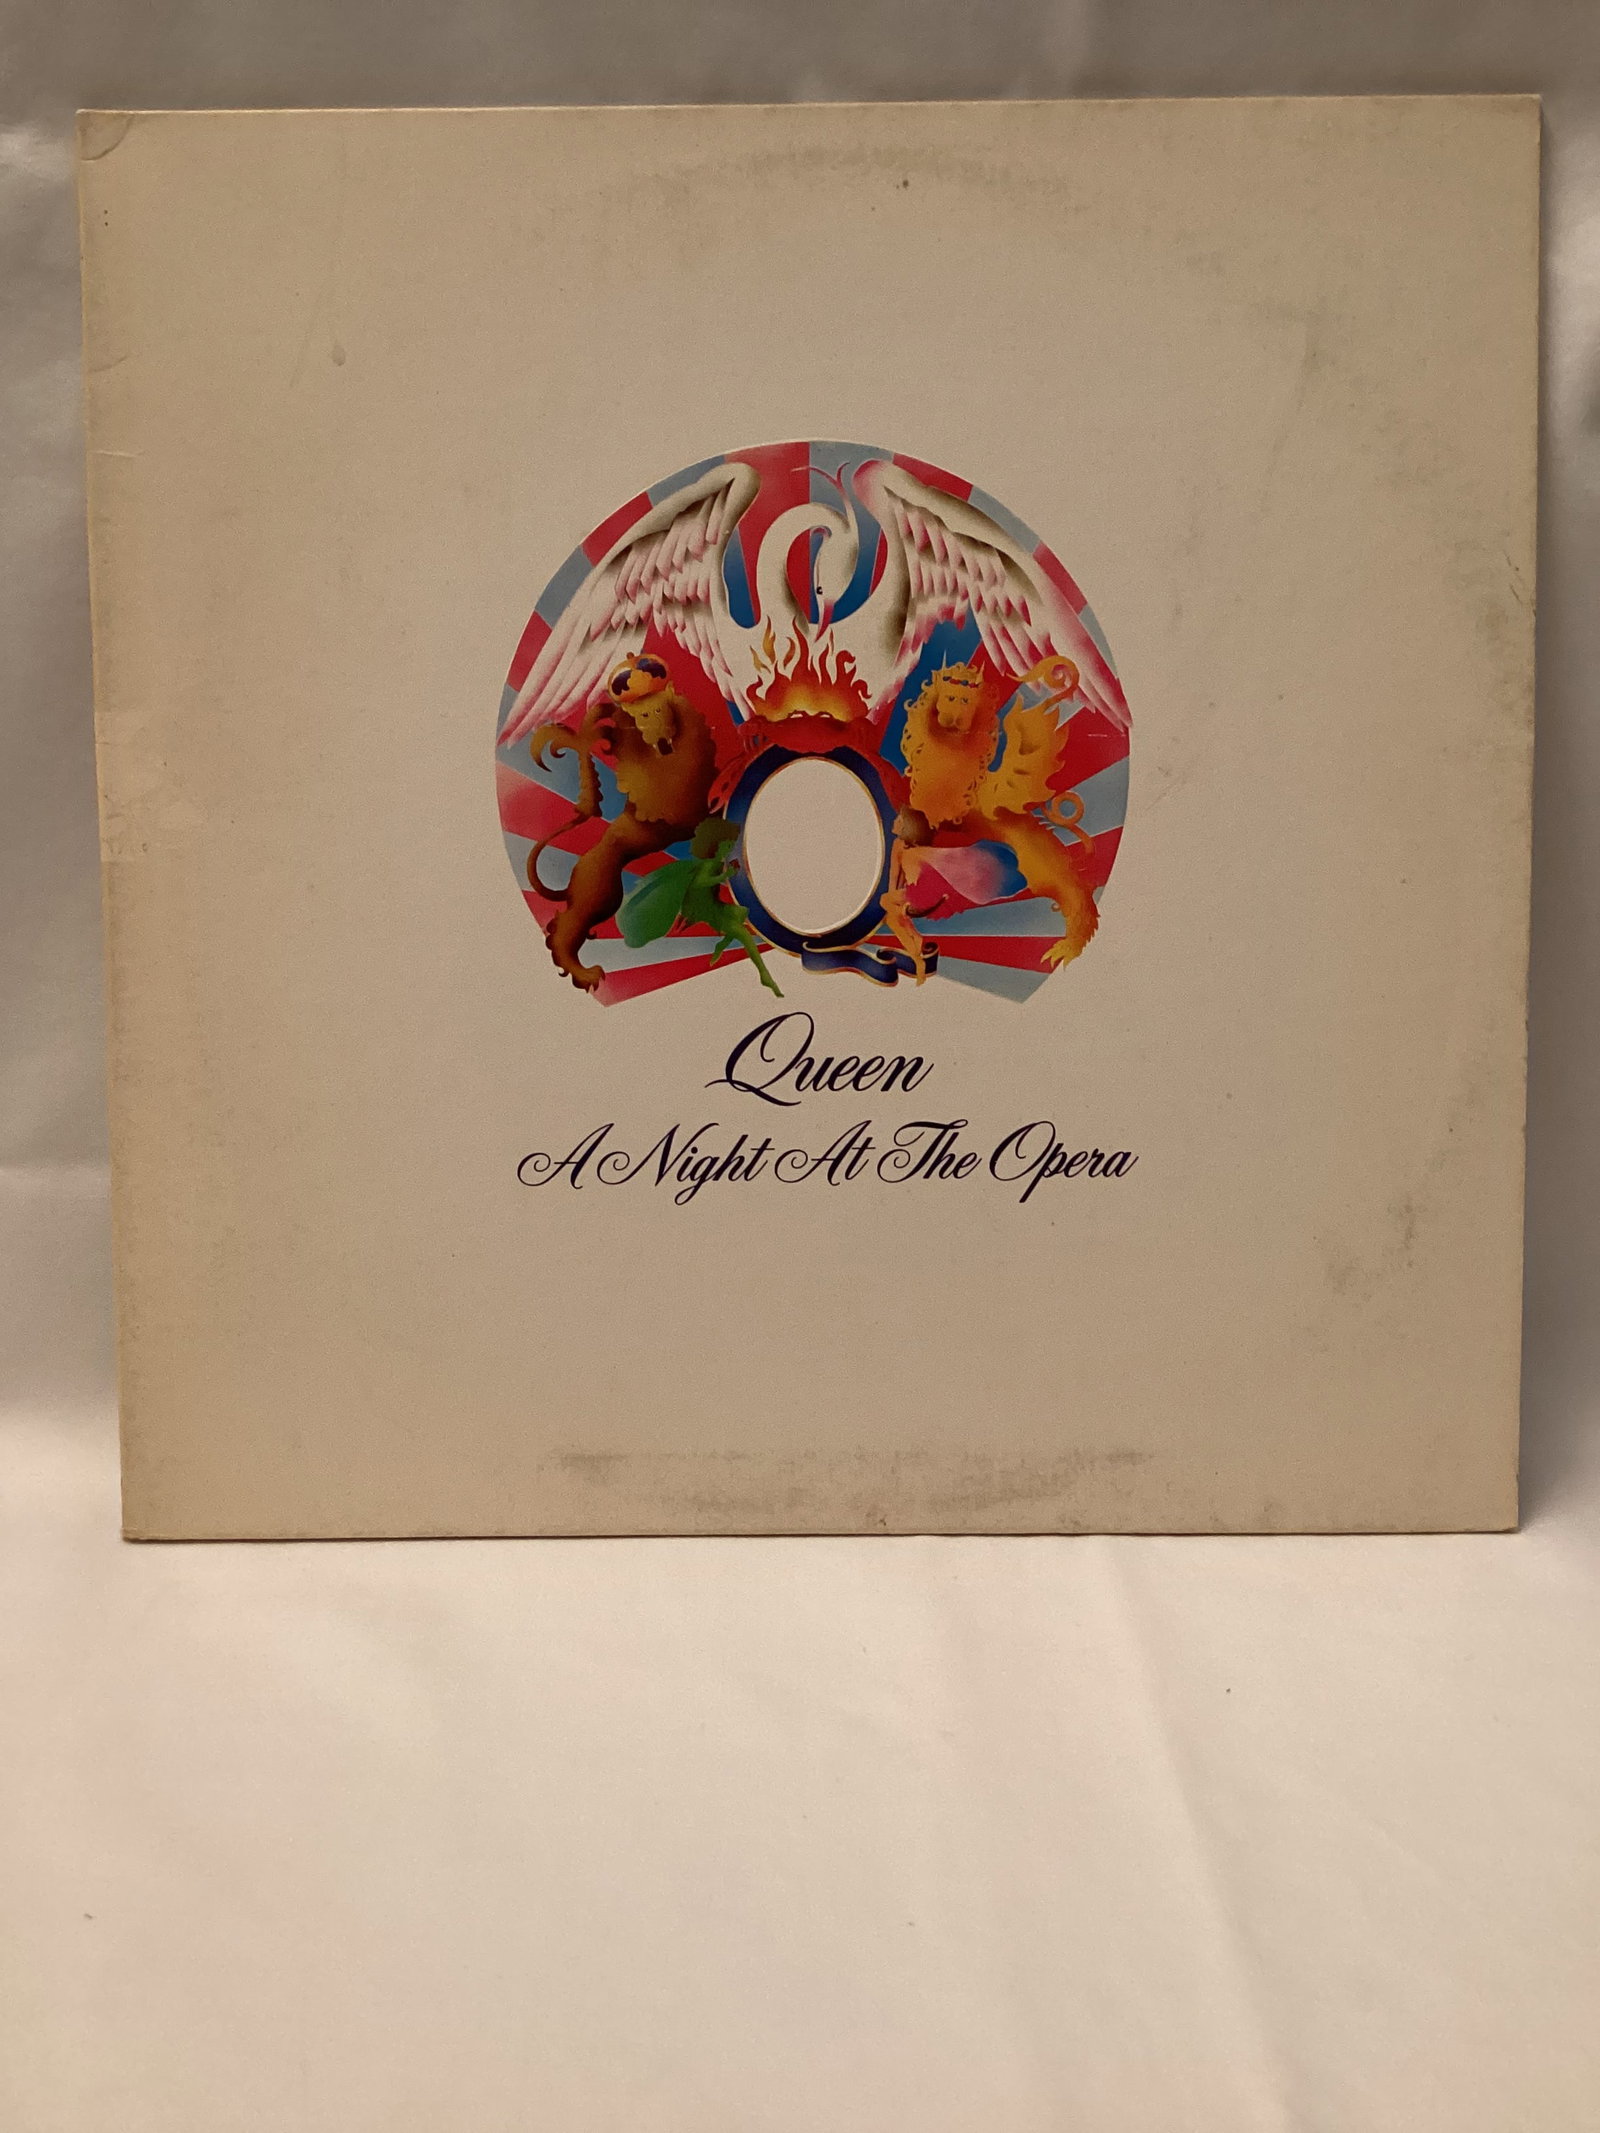 Queen
A Night At The Opera